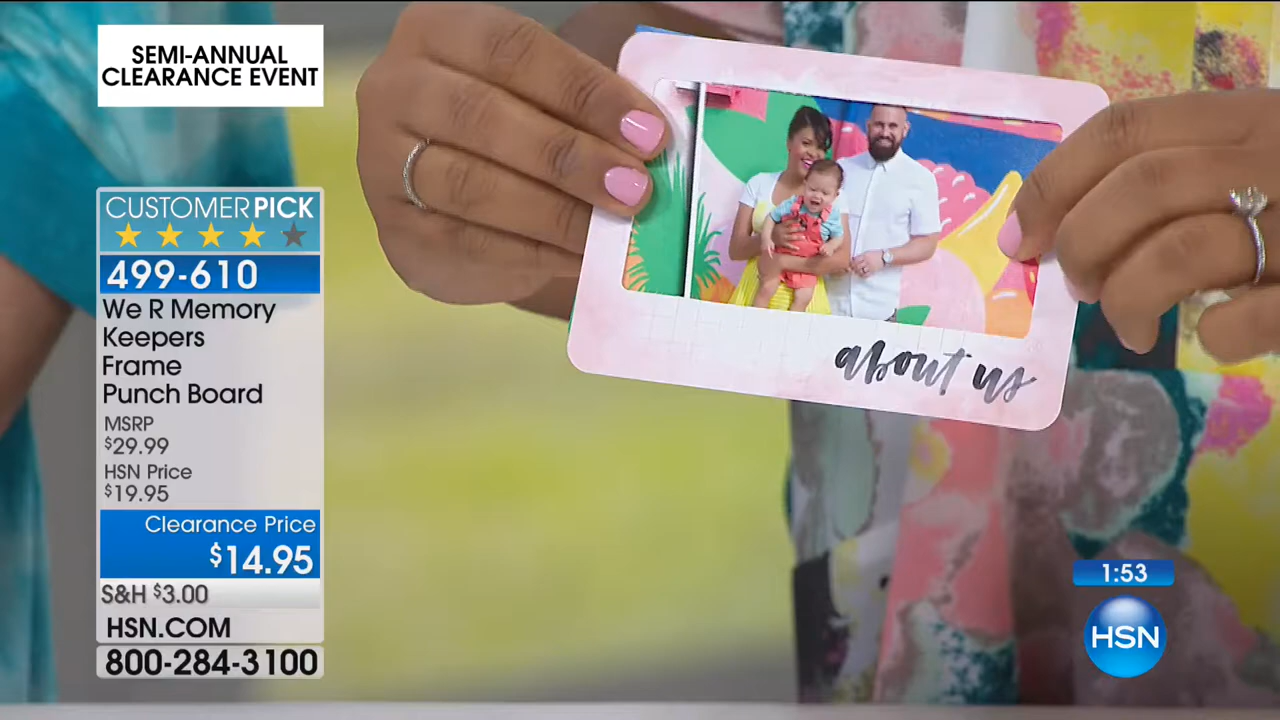 SEMI-ANNUAL
CLEARANCE EVENT
CUSTOMER PICK
499-610
We R Memory
Keepers
Frame
Punch Board
MSRP
$29.99
HSN Price
$19.95
Clearance Price
$14.95
S&H $3.00
HSN.COM
800-284-3100
about us
1:53
HSN